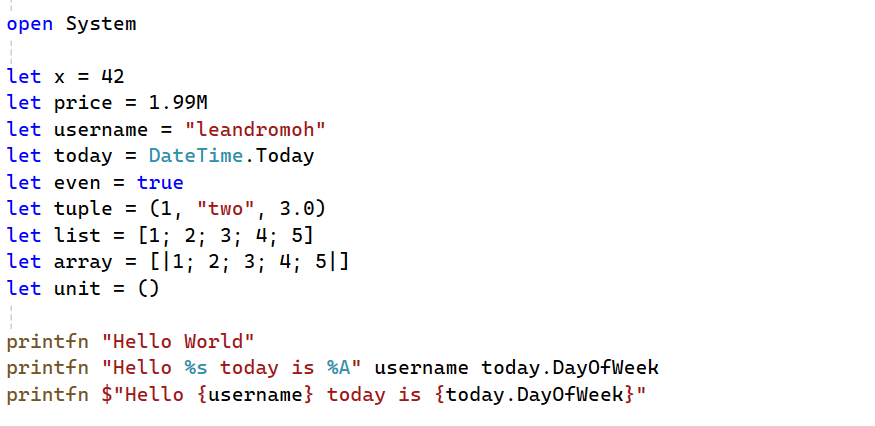 open System
let x = 42
let price = 1.99M
let username = "leandromoh"
let today = DateTime.Today
let even = true
let tuple = (1, "two", 3.0)
let list = [1; 2; 3; 4; 5]
let array = [|1; 2; 3; 4; 5|]
let unit = ()
printfn "Hello World"
printfn "Hello %s today is %A" username today.DayOfWeek
printfn $"Hello {username} today is {today.DayOfWeek}"